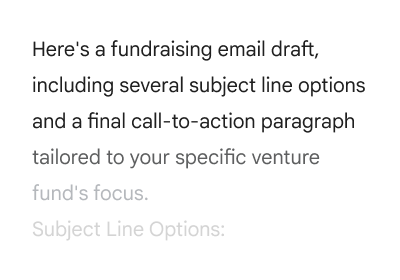 Here's a fundraising email draft,
including several subject line options
and a final call-to-action paragraph
tailored to your specific venture
fund's focus.
Subject Line Options: